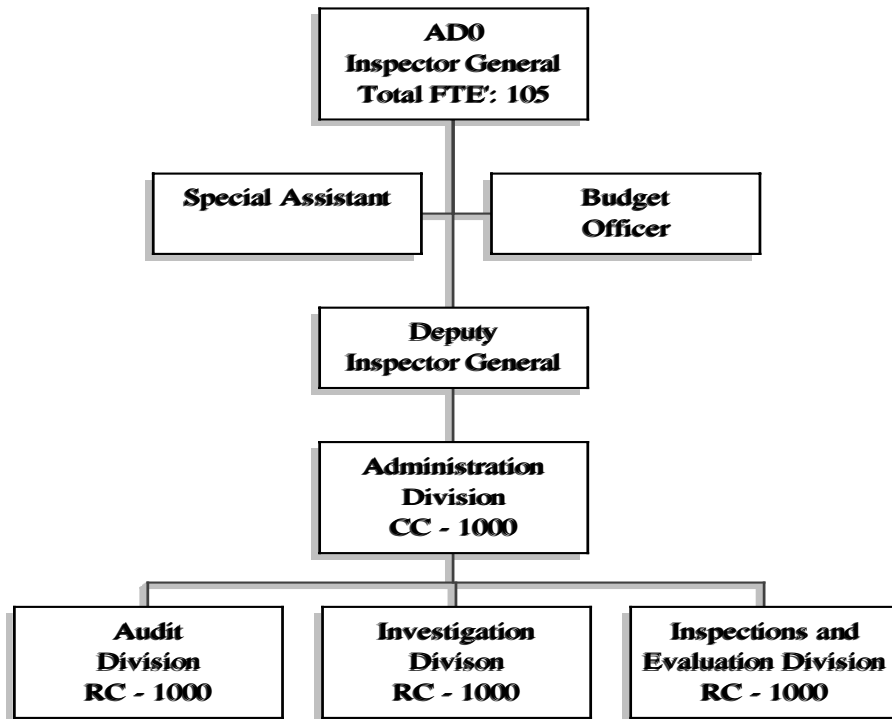 AD0
Inspector General
Total FTE': 105
Special Assistant
Budget
Officer
Deputy
Inspector General
Administration
Division
CC - 1000
Audit
Division
RC - 1000
Investigation
Divison
RC - 1000
Inspections and
Evaluation Division
RC - 1000